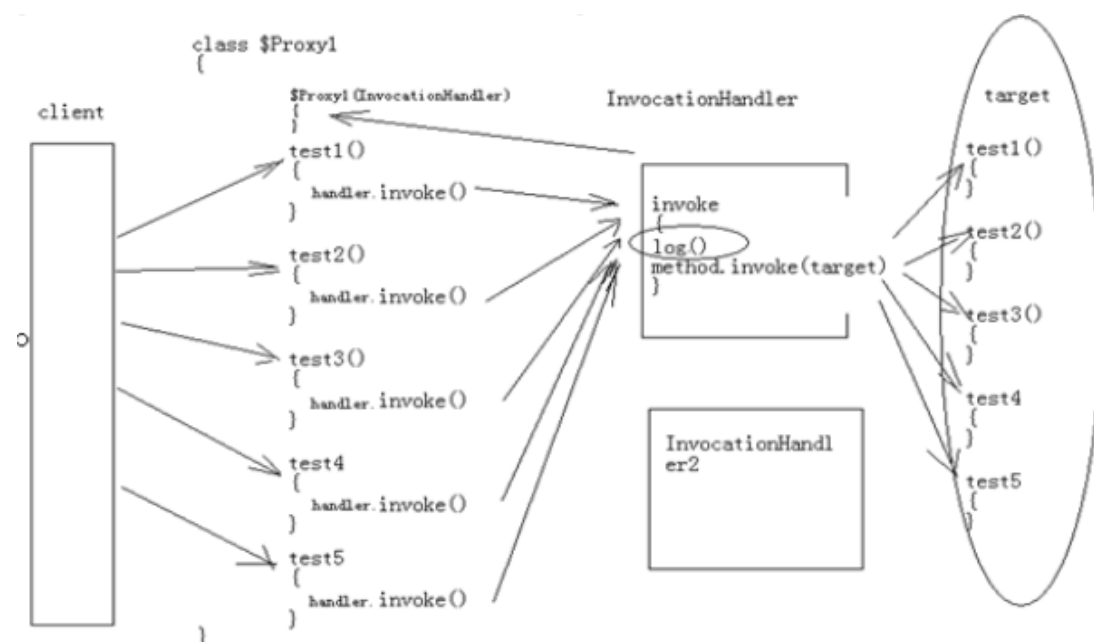 class $Proxy1
{
client
$Proxy1(InvocationHandler)
{
}
test1()
{
handler.invoke()
}
test2()
{
handler.invoke()
}
test3()
{
handler.invoke()
}
test4
{
handler.invoke()
}
test5
{
handler.invoke()
}
}
InvocationHandler
invoke
{
log()
method.invoke(target)
}
InvocationHandl
er2
target
test1()
{
}
test2()
{
}
test3()
{
}
test4
{
}
test5
{
}